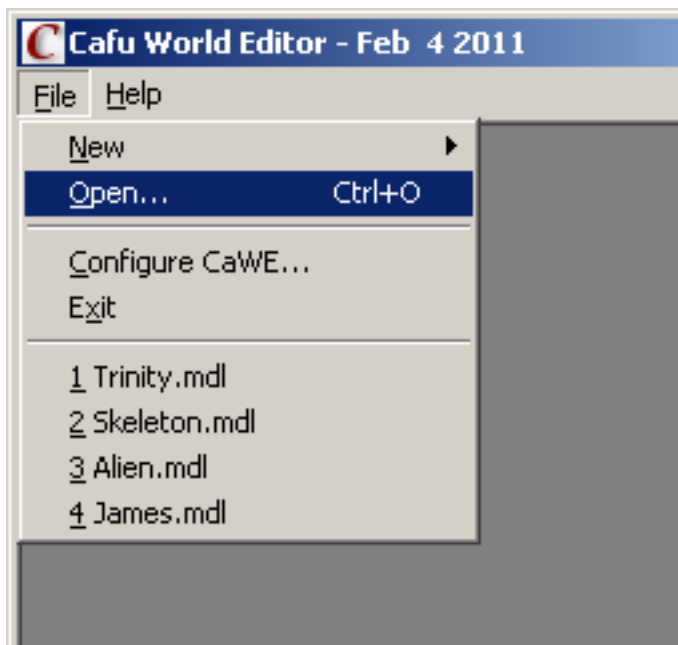 Cafu World Editor - Feb  4 2011
File Help
New
Open... Ctrl+O
Configure CaWE...
Exit
1 Trinity.mdl
2 Skeleton.mdl
3 Alien.mdl
4 James.mdl